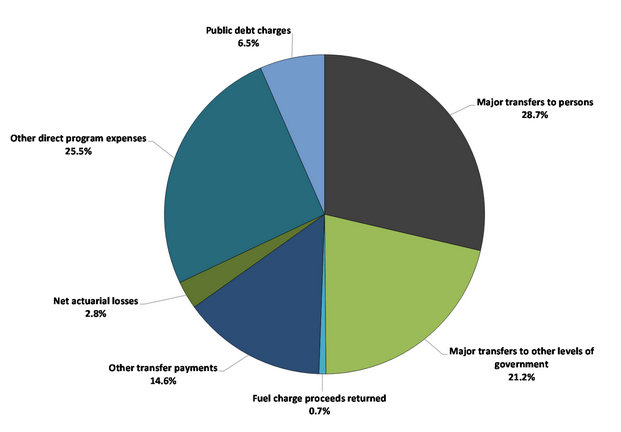 Public debt charges
6.5%
Major transfers to persons
28.7%
Other direct program expenses
25.5%
Net actuarial losses
2.8%
Major transfers to other levels of
government
21.2%
Other transfer payments
14.6%
Fuel charge proceeds returned
0.7%